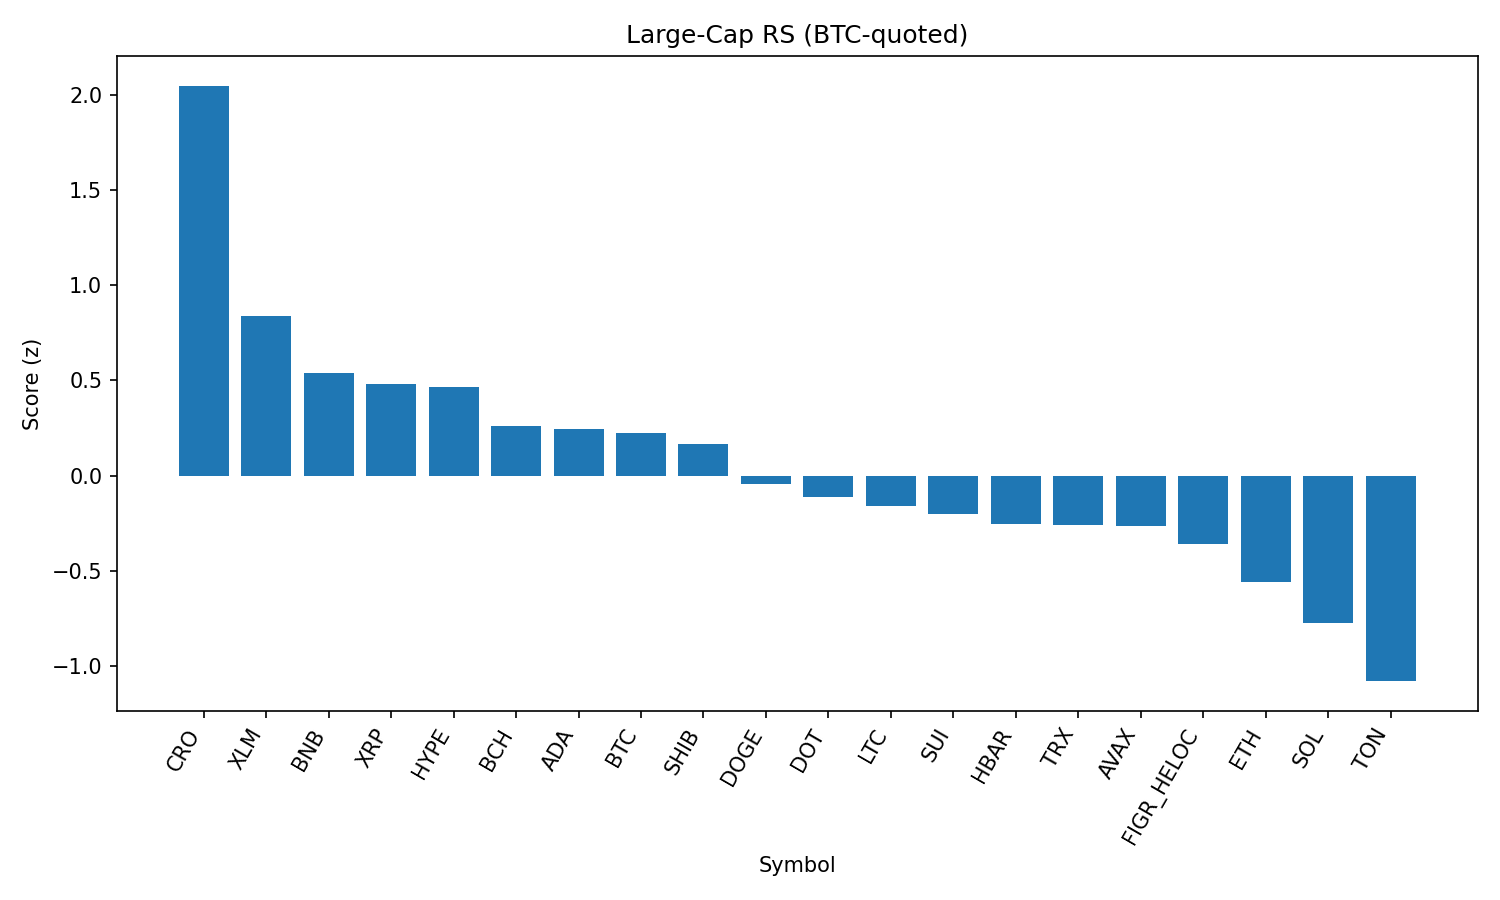 Large-Cap RS (BTC-quoted)
Score (z)
2.0
1.5
1.0
0.5
0.0
−0.5
−1.0
CRO
XLM
BNB
XRP
HYPE
BCH
ADA
BTC
SHIB
DOGE
DOT
LTC
SUI
HBAR
TRX
AVAX
FIGR_HELOC
ETH
SOL
TON
Symbol